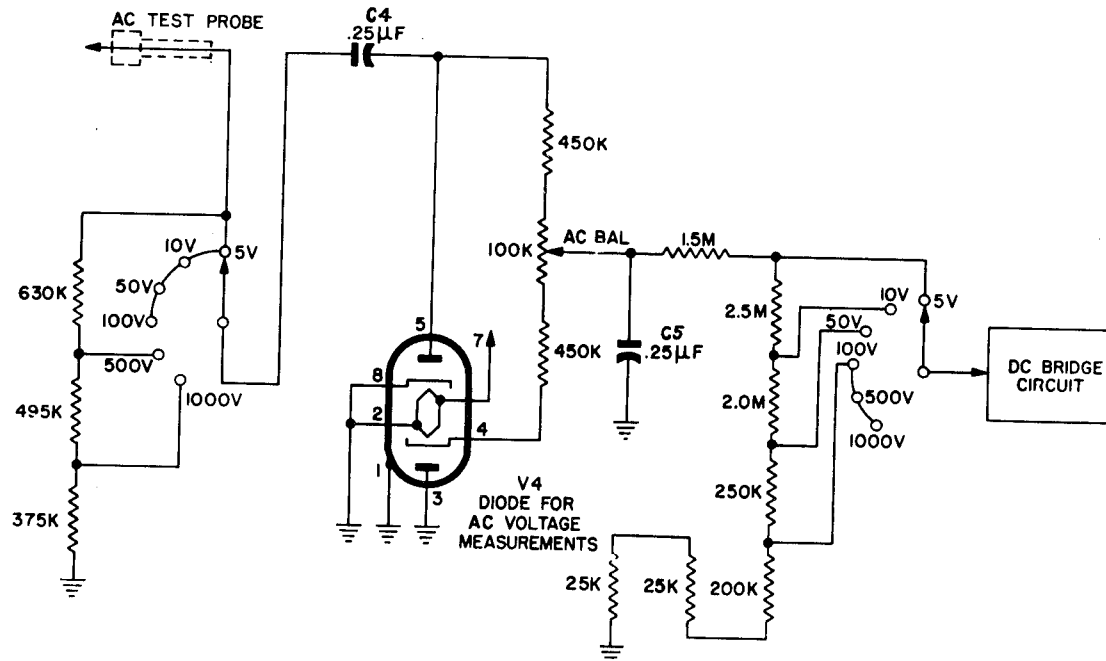 AC TEST PROBE
C4
.25µF
450K
10V
5V
50V
100V
500V
1000V
630K
495K
375K
100K
AC BAL
1.5M
450K
C5
.25µF
2.5M
2.0M
250K
200K
25K
25K
10V
5V
50V
100V
500V
1000V
DC BRIDGE
CIRCUIT
5
7
8
2
4
1
3
V4
DIODE FOR
AC VOLTAGE
MEASUREMENTS